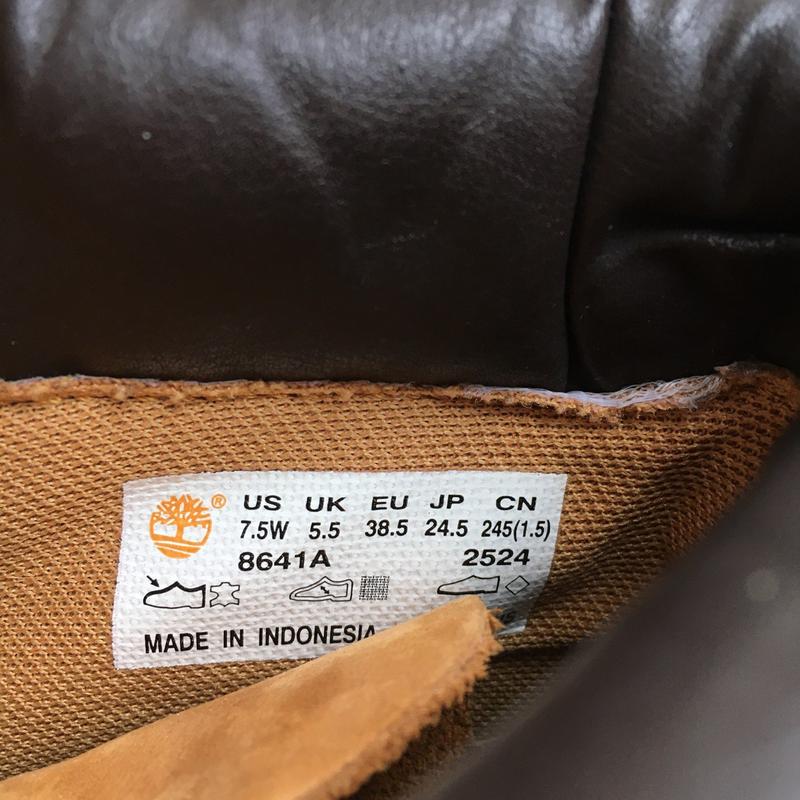 ® US UK EU JP CN
7.5W 5.5 38.5 24.5 245(1.5)
8641A 2524
MADE IN INDONESIA